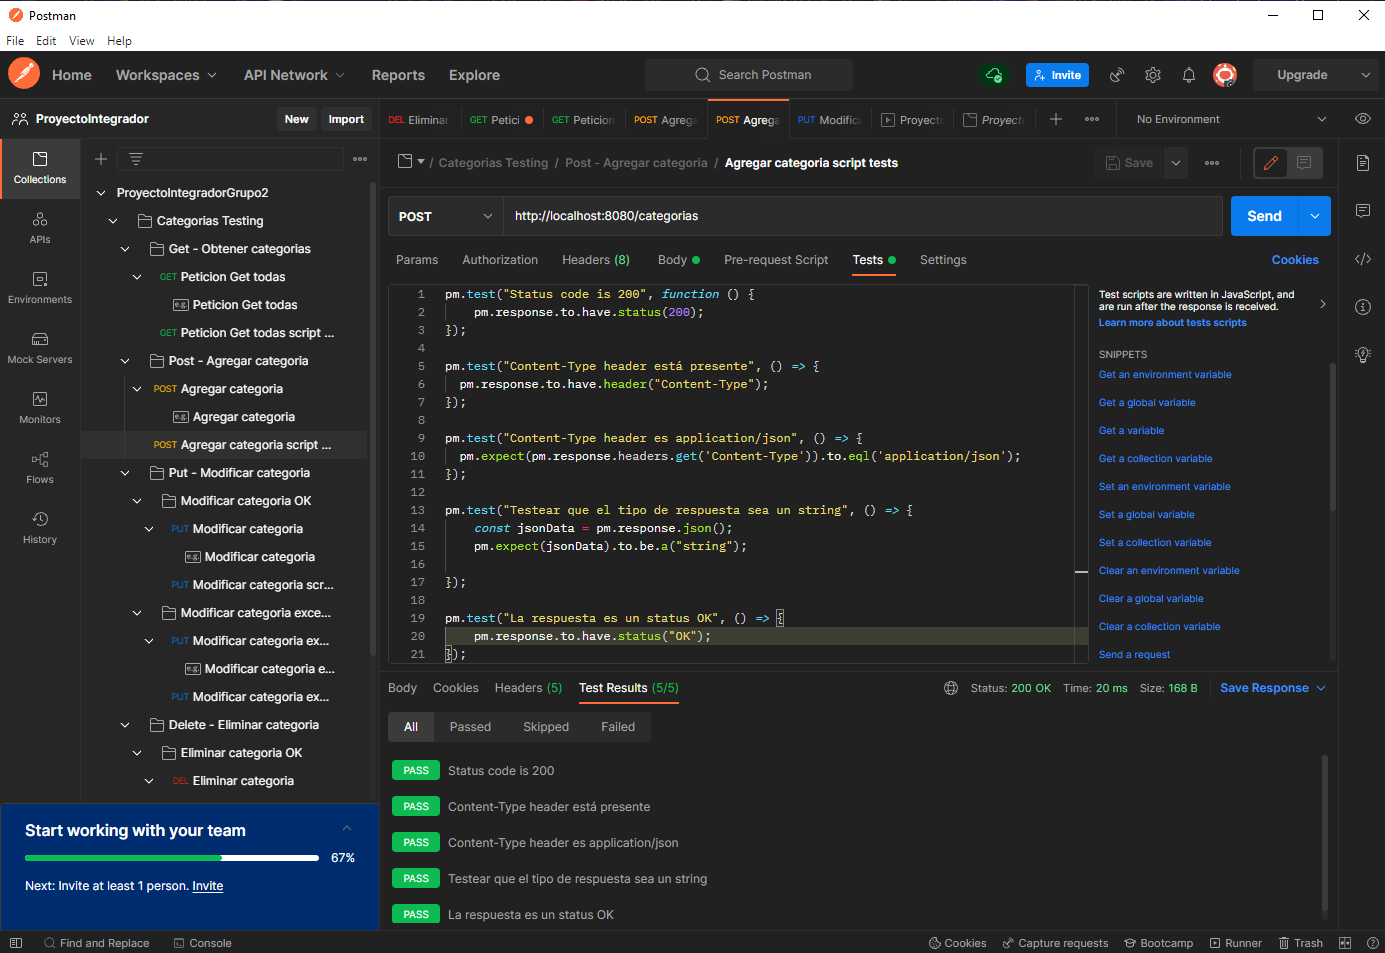 Postman
File Edit View Help
Home Workspaces API Network Reports Explore Search Postman Invite Upgrade
ProyectoIntegrador New Import
DEL Eliminar GET Petici GET Peticion POST Agrega POST Agrega PUT Modific Proyecto Proyecto No Environment
Collections
APIs
Environments
Mock Servers
Monitors
Flows
History
ProyectoIntegradorGrupo2
Categorias Testing
Get - Obtener categorias
GET Peticion Get todas
e.g. Peticion Get todas
GET Peticion Get todas script ...
Post - Agregar categoria
POST Agregar categoria
e.g. Agregar categoria
POST Agregar categoria script ...
Put - Modificar categoria
Modificar categoria OK
PUT Modificar categoria
e.g. Modificar categoria
PUT Modificar categoria scr...
Modificar categoria exce...
PUT Modificar categoria ex...
e.g. Modificar categoria e...
PUT Modificar categoria ex...
Delete - Eliminar categoria
Eliminar categoria OK
DEL Eliminar categoria
Start working with your team
67%
Next: Invite at least 1 person. Invite
/ Categorias Testing / Post - Agregar categoria / Agregar categoria script tests Save
POST http://localhost:8080/categorias Send
Params Authorization Headers (8) Body Pre-request Script Tests Settings Cookies
1 pm.test("Status code is 200", function () {
2 pm.response.to.have.status(200);
3 });
4
5 pm.test("Content-Type header está presente", () => {
6 pm.response.to.have.header("Content-Type");
7 });
8
9 pm.test("Content-Type header es application/json", () => {
10 pm.expect(pm.response.headers.get('Content-Type')).to.eql('application/json');
11 });
12
13 pm.test("Testear que el tipo de respuesta sea un string", () => {
14 const jsonData = pm.response.json();
15 pm.expect(jsonData).to.be.a("string");
16
17 });
18
19 pm.test("La respuesta es un status OK", () => {
20 pm.response.to.have.status("OK");
21 });
Test scripts are written in JavaScript, and
are run after the response is received.
Learn more about tests scripts
SNIPPETS
Get an environment variable
Get a global variable
Get a variable
Get a collection variable
Set an environment variable
Set a global variable
Set a collection variable
Clear an environment variable
Clear a global variable
Clear a collection variable
Send a request
Body Cookies Headers (5) Test Results (5/5) Status: 200 OK Time: 20 ms Size: 168 B Save Response
All Passed Skipped Failed
PASS Status code is 200
PASS Content-Type header está presente
PASS Content-Type header es application/json
PASS Testear que el tipo de respuesta sea un string
PASS La respuesta es un status OK
Find and Replace Console Cookies Capture requests Bootcamp Runner Trash